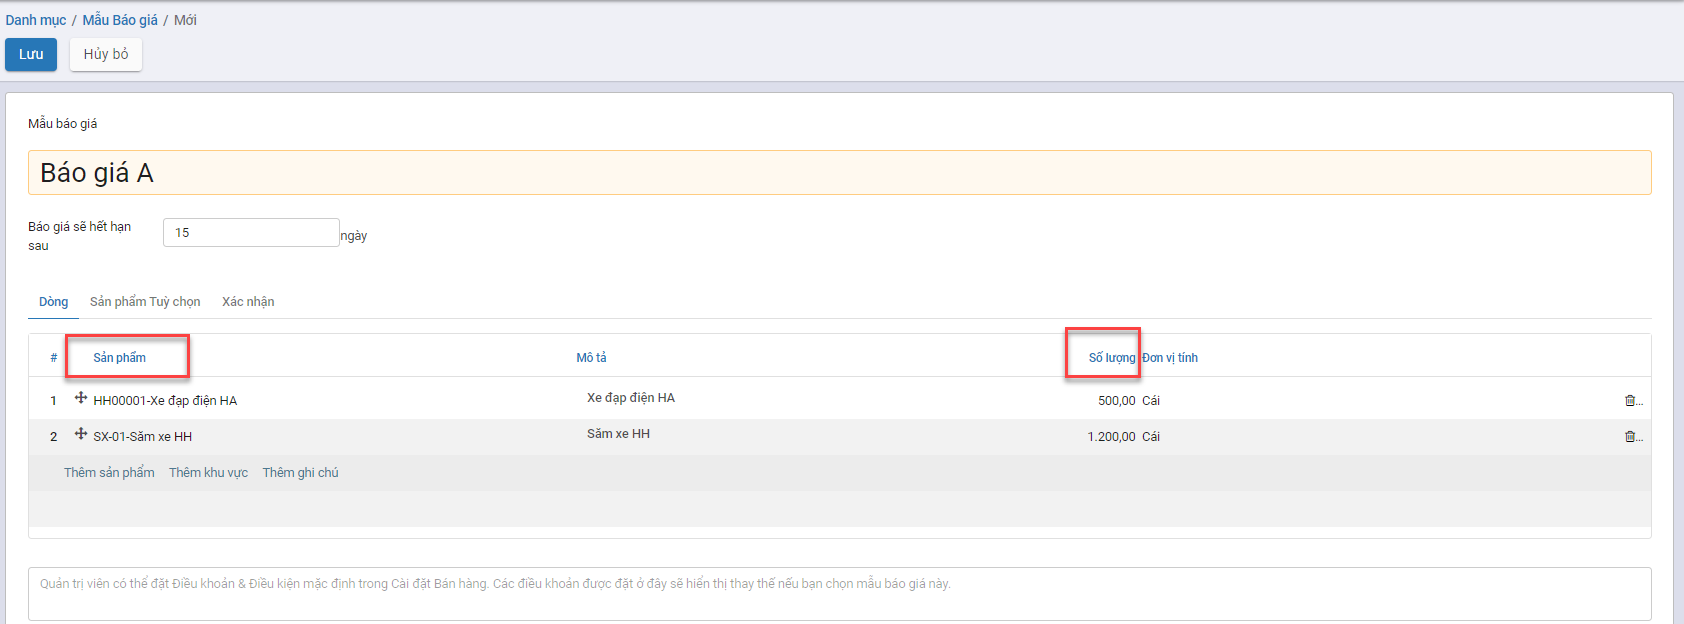 Danh mục / Mẫu Báo giá / Mới
Lưu Hủy bỏ
Mẫu báo giá
Báo giá A
Báo giá sẽ hết hạn
sau
15 ngày
Dòng Sản phẩm Tuỳ chọn Xác nhận
# Sản phẩm Mô tả Số lượng Đơn vị tính
1 HH00001-Xe đạp điện HA Xe đạp điện HA 500,00 Cái ...
2 SX-01-Săm xe HH Săm xe HH 1.200,00 Cái ...
Thêm sản phẩm Thêm khu vực Thêm ghi chú
Quản trị viên có thể đặt Điều khoản & Điều kiện mặc định trong Cài đặt Bán hàng. Các điều khoản được đặt ở đây sẽ hiển thị thay thế nếu bạn chọn mẫu báo giá này.